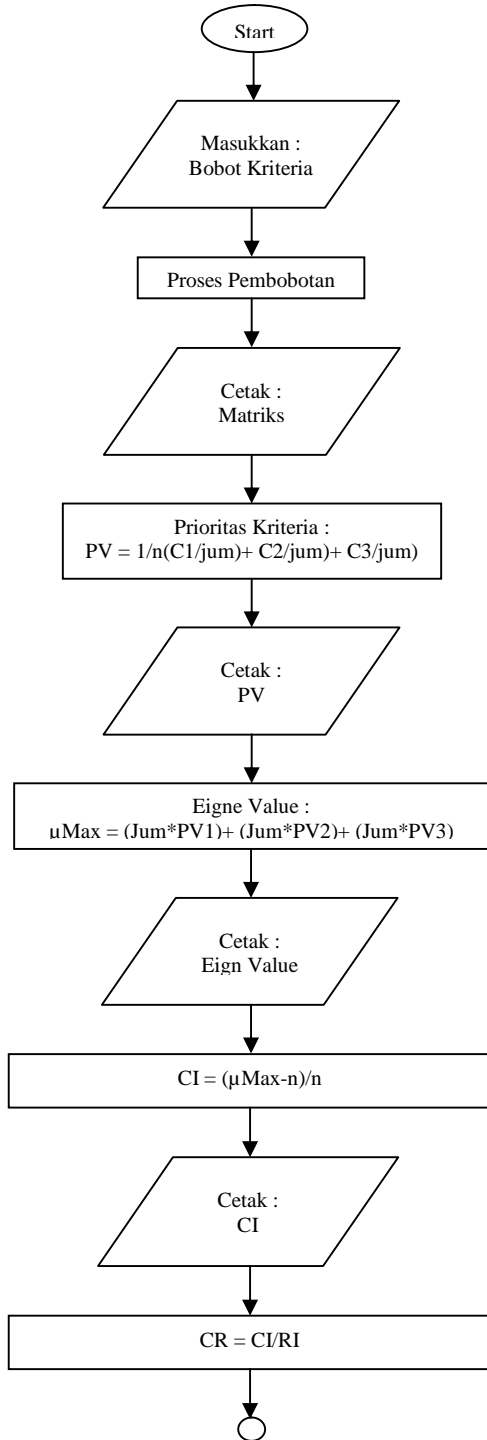 Start
Masukkan :
Bobot Kriteria
Proses Pembobotan
Cetak :
Matriks
Prioritas Kriteria :
PV = 1/n(C1/jum)+ C2/jum)+ C3/jum)
Cetak :
PV
Eigne Value :
µMax = (Jum*PV1)+ (Jum*PV2)+ (Jum*PV3)
Cetak :
Eign Value
CI = (µMax-n)/n
Cetak :
CI
CR = CI/RI